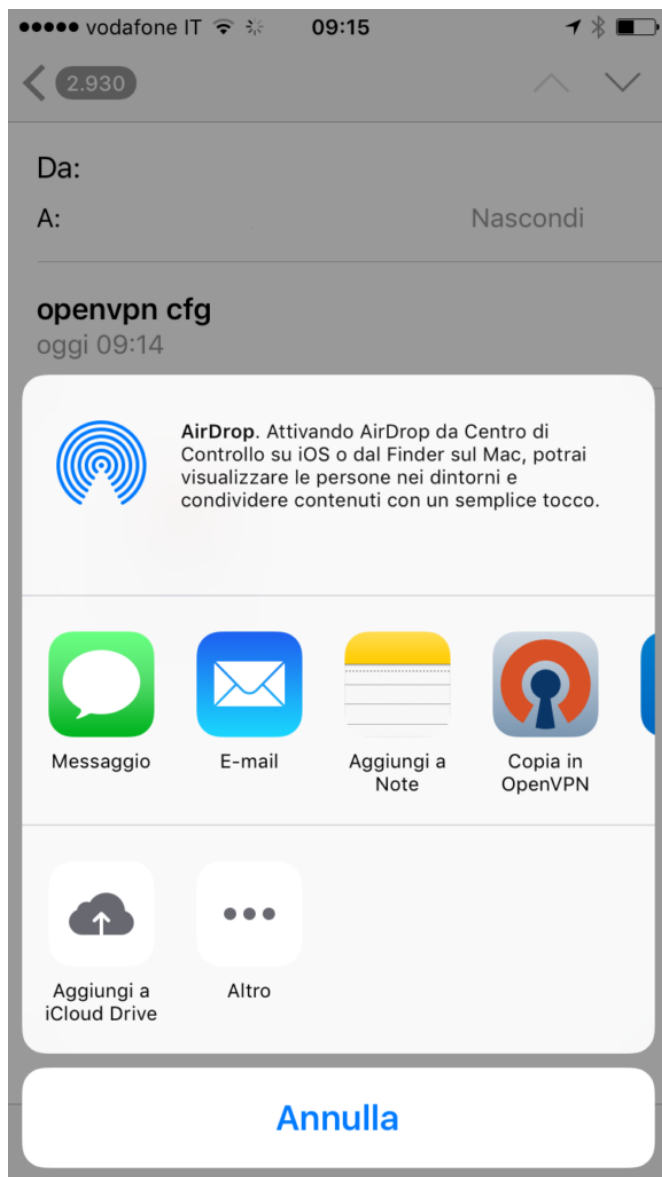 vodafone IT 09:15
2.930
Da:
A: Nascondi
openvpn cfg
oggi 09:14
AirDrop. Attivando AirDrop da Centro di
Controllo su iOS o dal Finder sul Mac, potrai
visualizzare le persone nei dintorni e
condividere contenuti con un semplice tocco.
Messaggio
E-mail
Aggiungi a
Note
Copia in
OpenVPN
Aggiungi a
iCloud Drive
Altro
Annulla